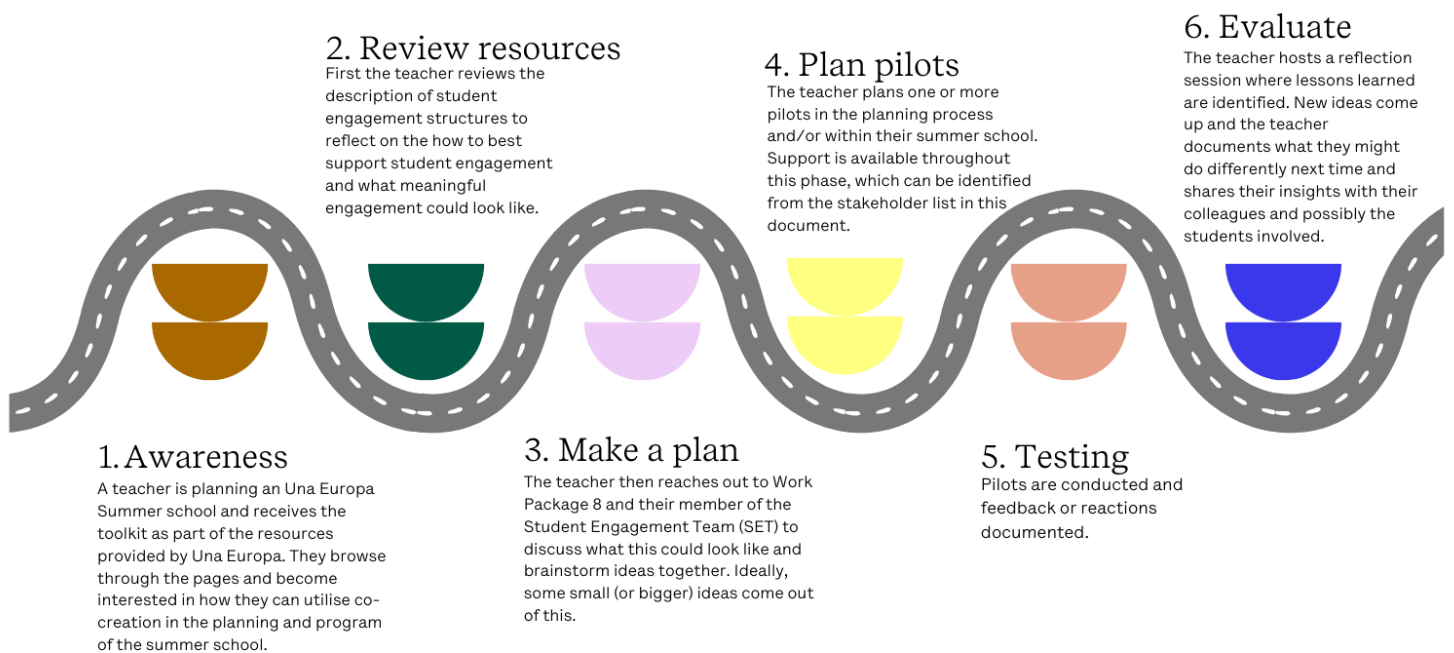 1. Awareness
A teacher is planning an Una Europa
Summer school and receives the
toolkit as part of the resources
provided by Una Europa. They browse
through the pages and become
interested in how they can utilise co-
creation in the planning and program
of the summer school.
2. Review resources
First the teacher reviews the
description of student
engagement structures to
reflect on the how to best
support student engagement
and what meaningful
engagement could look like.
3. Make a plan
The teacher then reaches out to Work
Package 8 and their member of the
Student Engagement Team (SET) to
discuss what this could look like and
brainstorm ideas together. Ideally,
some small (or bigger) ideas come out
of this.
4. Plan pilots
The teacher plans one or more
pilots in the planning process
and/or within their summer school.
Support is available throughout
this phase, which can be identified
from the stakeholder list in this
document.
5. Testing
Pilots are conducted and
feedback or reactions
documented.
6. Evaluate
The teacher hosts a reflection
session where lessons learned
are identified. New ideas come
up and the teacher
documents what they might
do differently next time and
shares their insights with their
colleagues and possibly the
students involved.